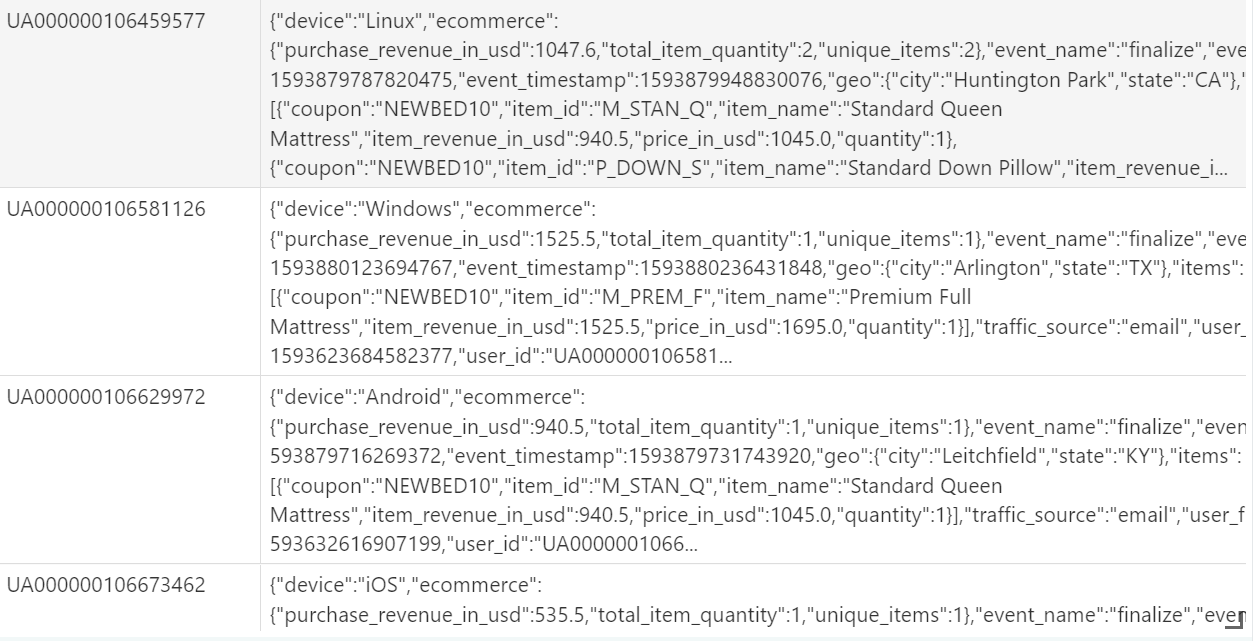 UA000000106459577
{"device":"Linux","ecommerce":
{"purchase_revenue_in_usd":1047.6,"total_item_quantity":2,"unique_items":2},"event_name":"finalize","eve
1593879787820475,"event_timestamp":1593879948830076,"geo":{"city":"Huntington Park","state":"CA"},"
[{"coupon":"NEWBED10","item_id":"M_STAN_Q","item_name":"Standard Queen
Mattress","item_revenue_in_usd":940.5,"price_in_usd":1045.0,"quantity":1},
{"coupon":"NEWBED10","item_id":"P_DOWN_S","item_name":"Standard Down Pillow","item_revenue_i...
UA000000106581126
{"device":"Windows","ecommerce":
{"purchase_revenue_in_usd":1525.5,"total_item_quantity":1,"unique_items":1},"event_name":"finalize","eve
1593880123694767,"event_timestamp":1593880236431848,"geo":{"city":"Arlington","state":"TX"},"items":
[{"coupon":"NEWBED10","item_id":"M_PREM_F","item_name":"Premium Full
Mattress","item_revenue_in_usd":1525.5,"price_in_usd":1695.0,"quantity":1}],"traffic_source":"email","user_
1593623684582377,"user_id":"UA000000106581...
UA000000106629972
{"device":"Android","ecommerce":
{"purchase_revenue_in_usd":940.5,"total_item_quantity":1,"unique_items":1},"event_name":"finalize","even
593879716269372,"event_timestamp":1593879731743920,"geo":{"city":"Leitchfield","state":"KY"},"items":
[{"coupon":"NEWBED10","item_id":"M_STAN_Q","item_name":"Standard Queen
Mattress","item_revenue_in_usd":940.5,"price_in_usd":1045.0,"quantity":1}],"traffic_source":"email","user_f
593632616907199,"user_id":"UA0000001066...
UA000000106673462
{"device":"iOS","ecommerce":
{"purchase_revenue_in_usd":535.5,"total_item_quantity":1,"unique_items":1},"event_name":"finalize","even